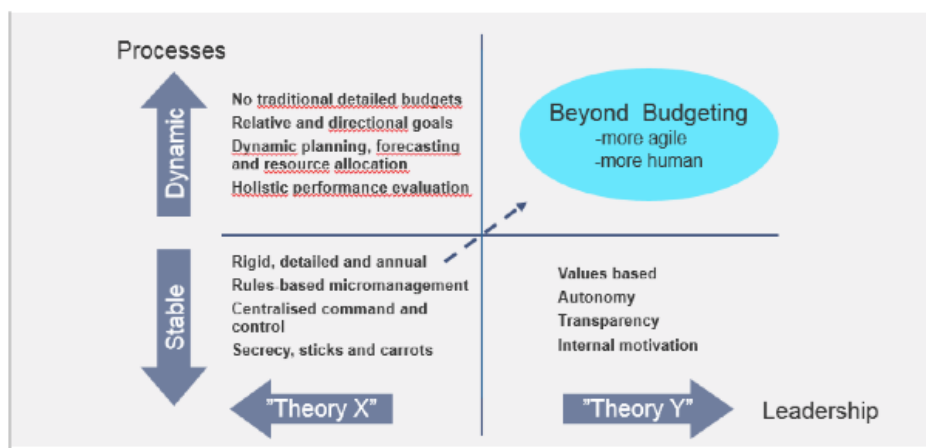 Processes
Dynamic
No traditional detailed budgets
Relative and directional goals
Dynamic planning, forecasting
and resource allocation
Holistic performance evaluation
Beyond Budgeting
-more agile
-more human
Stable
Rigid, detailed and annual
Rules-based micromanagement
Centralised command and
control
Secrecy, sticks and carrots
Values based
Autonomy
Transparency
Internal motivation
"Theory X"
"Theory Y"
Leadership